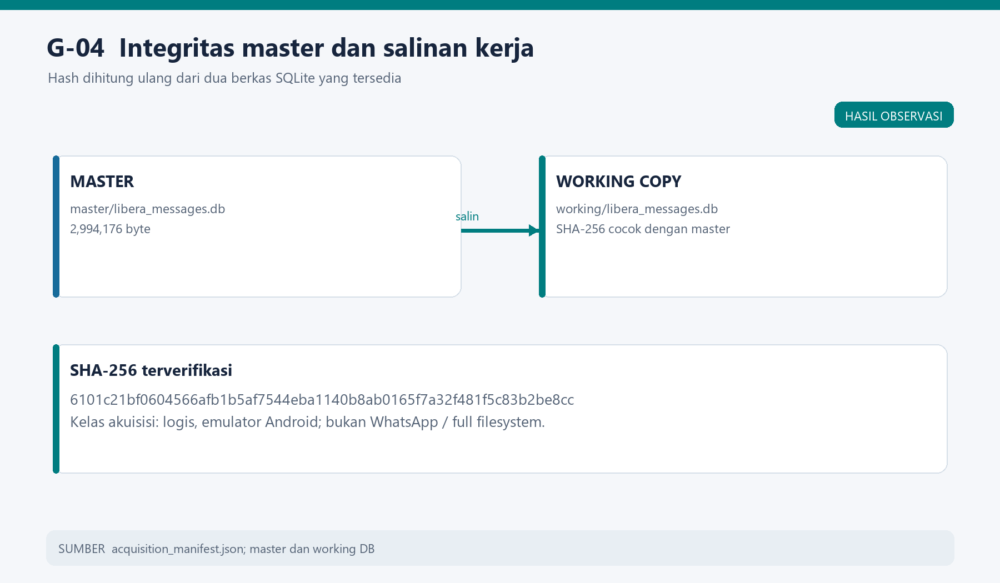 G-04 Integritas master dan salinan kerja
Hash dihitung ulang dari dua berkas SQLite yang tersedia
HASIL OBSERVASI
MASTER
master/libera_messages.db
2,994,176 byte
salin
WORKING COPY
working/libera_messages.db
SHA-256 cocok dengan master
SHA-256 terverifikasi
6101c21bf0604566afb1b5af7544eba1140b8ab0165f7a32f481f5c83b2be8cc
Kelas akuisisi: logis, emulator Android; bukan WhatsApp / full filesystem.
SUMBER acquisition_manifest.json; master dan working DB